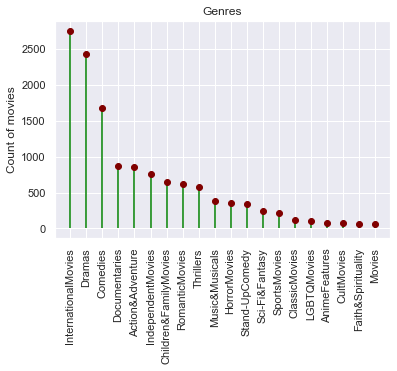 Genres
Count of movies
2500
2000
1500
1000
500
0
InternationalMovies
Dramas
Comedies
Documentaries
Action&Adventure
IndependentMovies
Children&FamilyMovies
RomanticMovies
Thrillers
Music&Musicals
HorrorMovies
Stand-UpComedy
Sci-Fi&Fantasy
SportsMovies
ClassicMovies
LGBTQMovies
AnimeFeatures
CultMovies
Faith&Spirituality
Movies